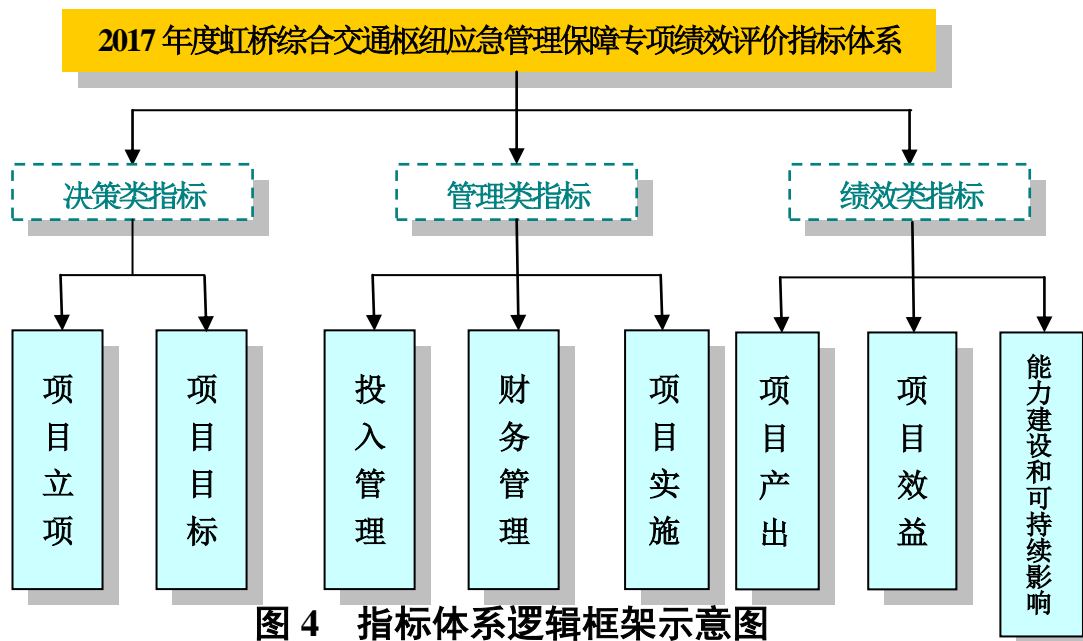 2017 年度虹桥综合交通枢纽应急管理保障专项绩效评价指标体系
决策类指标
管理类指标
绩效类指标
项目立项
项目目标
投入管理
财务管理
项目实施
项目产出
项目效益
能力建设和可持续影响
图 4 指标体系逻辑框架示意图